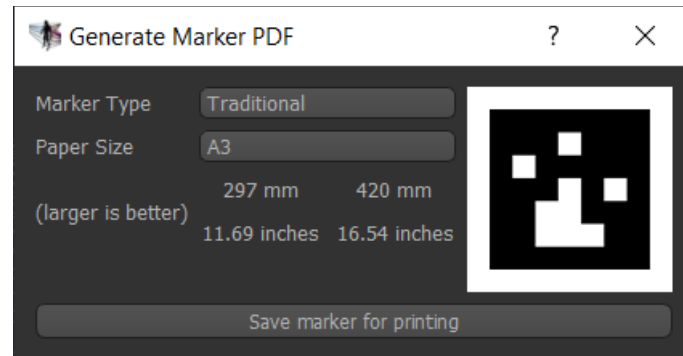 Generate Marker PDF ?
Marker Type Traditional
Paper Size A3
297 mm 420 mm
(larger is better)
11.69 inches 16.54 inches
Save marker for printing